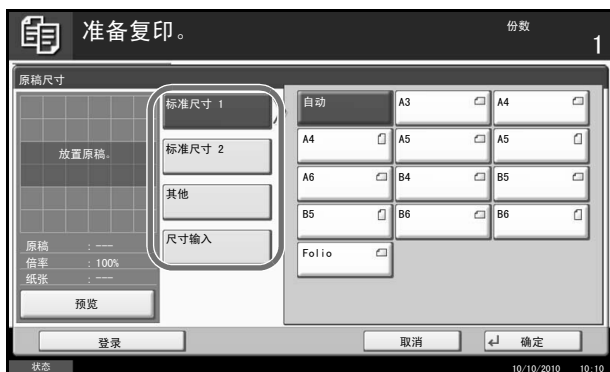 准备复印。
份数
1
原稿尺寸
放置原稿。
原稿 : ---
倍率 : 100%
纸张 : ---
预览
标准尺寸 1
标准尺寸 2
其他
尺寸输入
自动
A3
A4
A4
A5
A5
A6
B4
B5
B5
B6
B6
Folio
登录
取消
确定
状态
10/10/2010 10:10